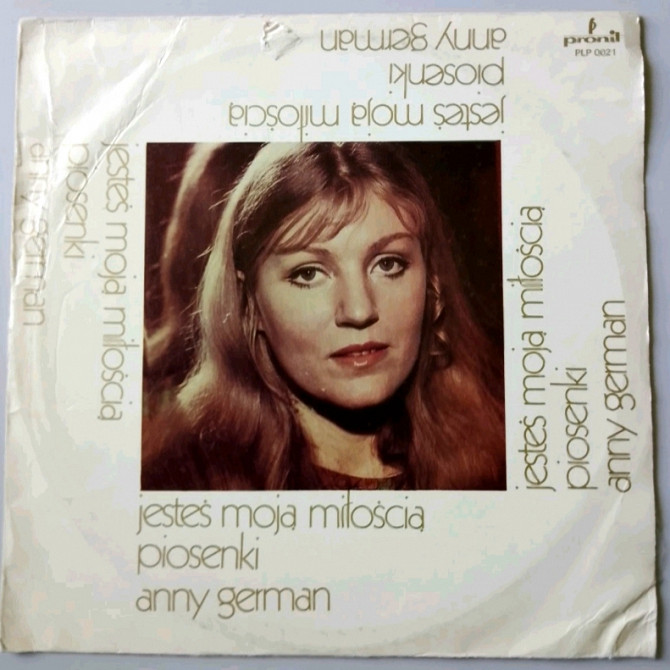 pronit
PLP 0021
jesteś moją miłością
piosenki
anny german
jesteś moją miłością
piosenki
anny german
jesteś moją miłością
piosenki
anny german
jesteś moją miłością
piosenki
anny german